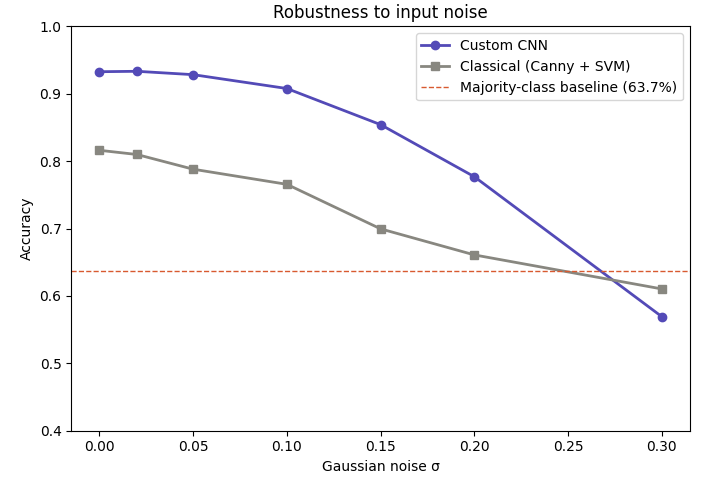 Robustness to input noise
Custom CNN
Classical (Canny + SVM)
Majority-class baseline (63.7%)
Accuracy
1.0
0.9
0.8
0.7
0.6
0.5
0.4
0.00 0.05 0.10 0.15 0.20 0.25 0.30
Gaussian noise σ